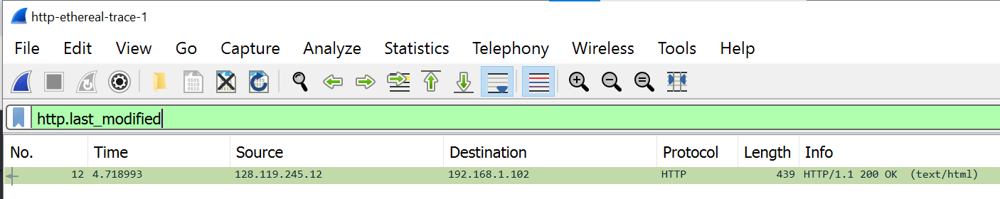 http-ethereal-trace-1
File Edit View Go Capture Analyze Statistics Telephony Wireless Tools Help
http.last_modified
No. Time Source Destination Protocol Length Info
12 4.718993 128.119.245.12 192.168.1.102 HTTP 439 HTTP/1.1 200 OK (text/html)